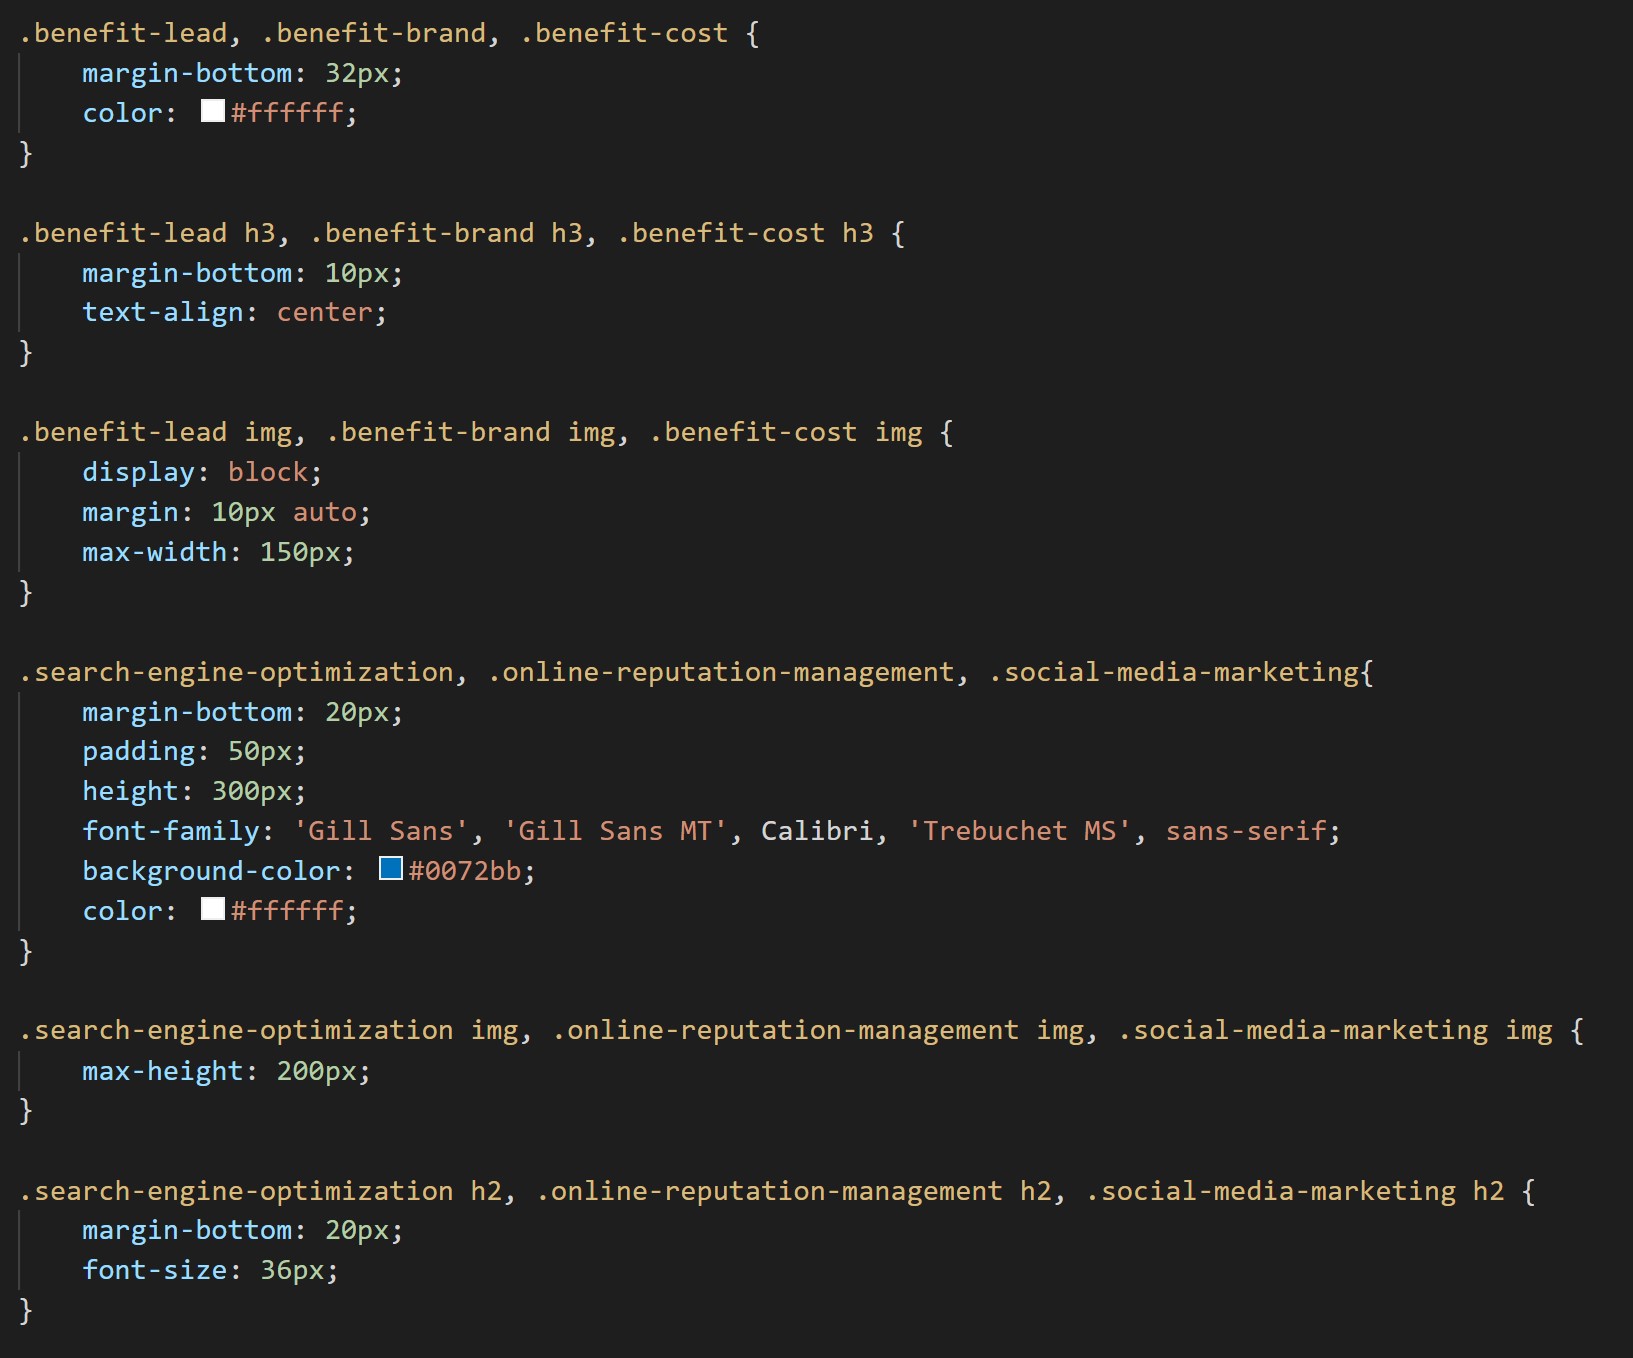 .benefit-lead, .benefit-brand, .benefit-cost {
    margin-bottom: 32px;
    color: #ffffff;
}

.benefit-lead h3, .benefit-brand h3, .benefit-cost h3 {
    margin-bottom: 10px;
    text-align: center;
}

.benefit-lead img, .benefit-brand img, .benefit-cost img {
    display: block;
    margin: 10px auto;
    max-width: 150px;
}

.search-engine-optimization, .online-reputation-management, .social-media-marketing{
    margin-bottom: 20px;
    padding: 50px;
    height: 300px;
    font-family: 'Gill Sans', 'Gill Sans MT', Calibri, 'Trebuchet MS', sans-serif;
    background-color: #0072bb;
    color: #ffffff;
}

.search-engine-optimization img, .online-reputation-management img, .social-media-marketing img {
    max-height: 200px;
}

.search-engine-optimization h2, .online-reputation-management h2, .social-media-marketing h2 {
    margin-bottom: 20px;
    font-size: 36px;
}